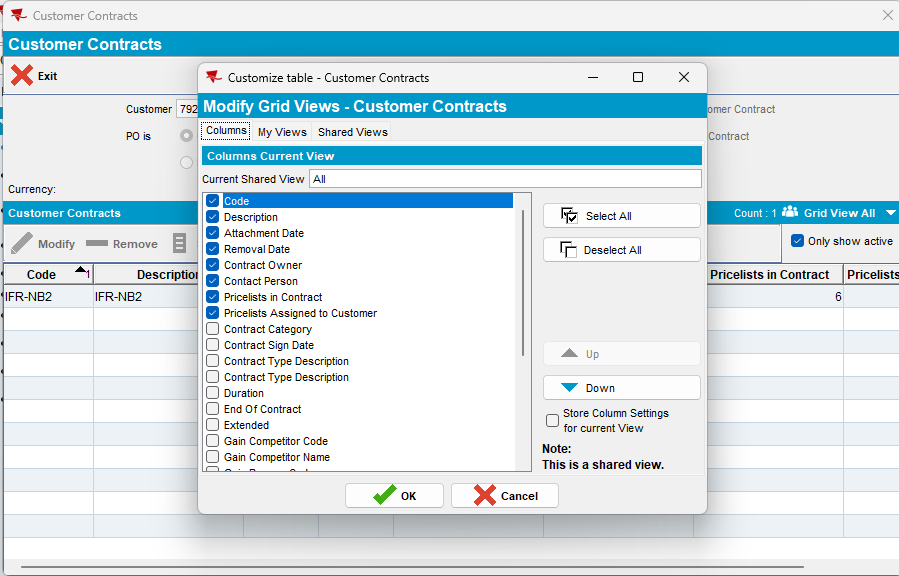 Customer Contracts
Customer Contracts
Exit
Customize table - Customer Contracts
Modify Grid Views - Customer Contracts
Customer 792
omer Contract
PO is
Contract
Currency:
Columns My Views Shared Views
Columns Current View
Current Shared View All
Customer Contracts
Count : 1 Grid View All
Modify Remove
Only show active
Code 1 Description
Pricelists in Contract Pricelists
IFR-NB2 IFR-NB2 6
Code
Description
Attachment Date
Removal Date
Contract Owner
Contact Person
Pricelists in Contract
Pricelists Assigned to Customer
Contract Category
Contract Sign Date
Contract Type Description
Contract Type Description
Duration
End Of Contract
Extended
Gain Competitor Code
Gain Competitor Name
Select All
Deselect All
Up
Down
Store Column Settings
for current View
Note:
This is a shared view.
OK Cancel